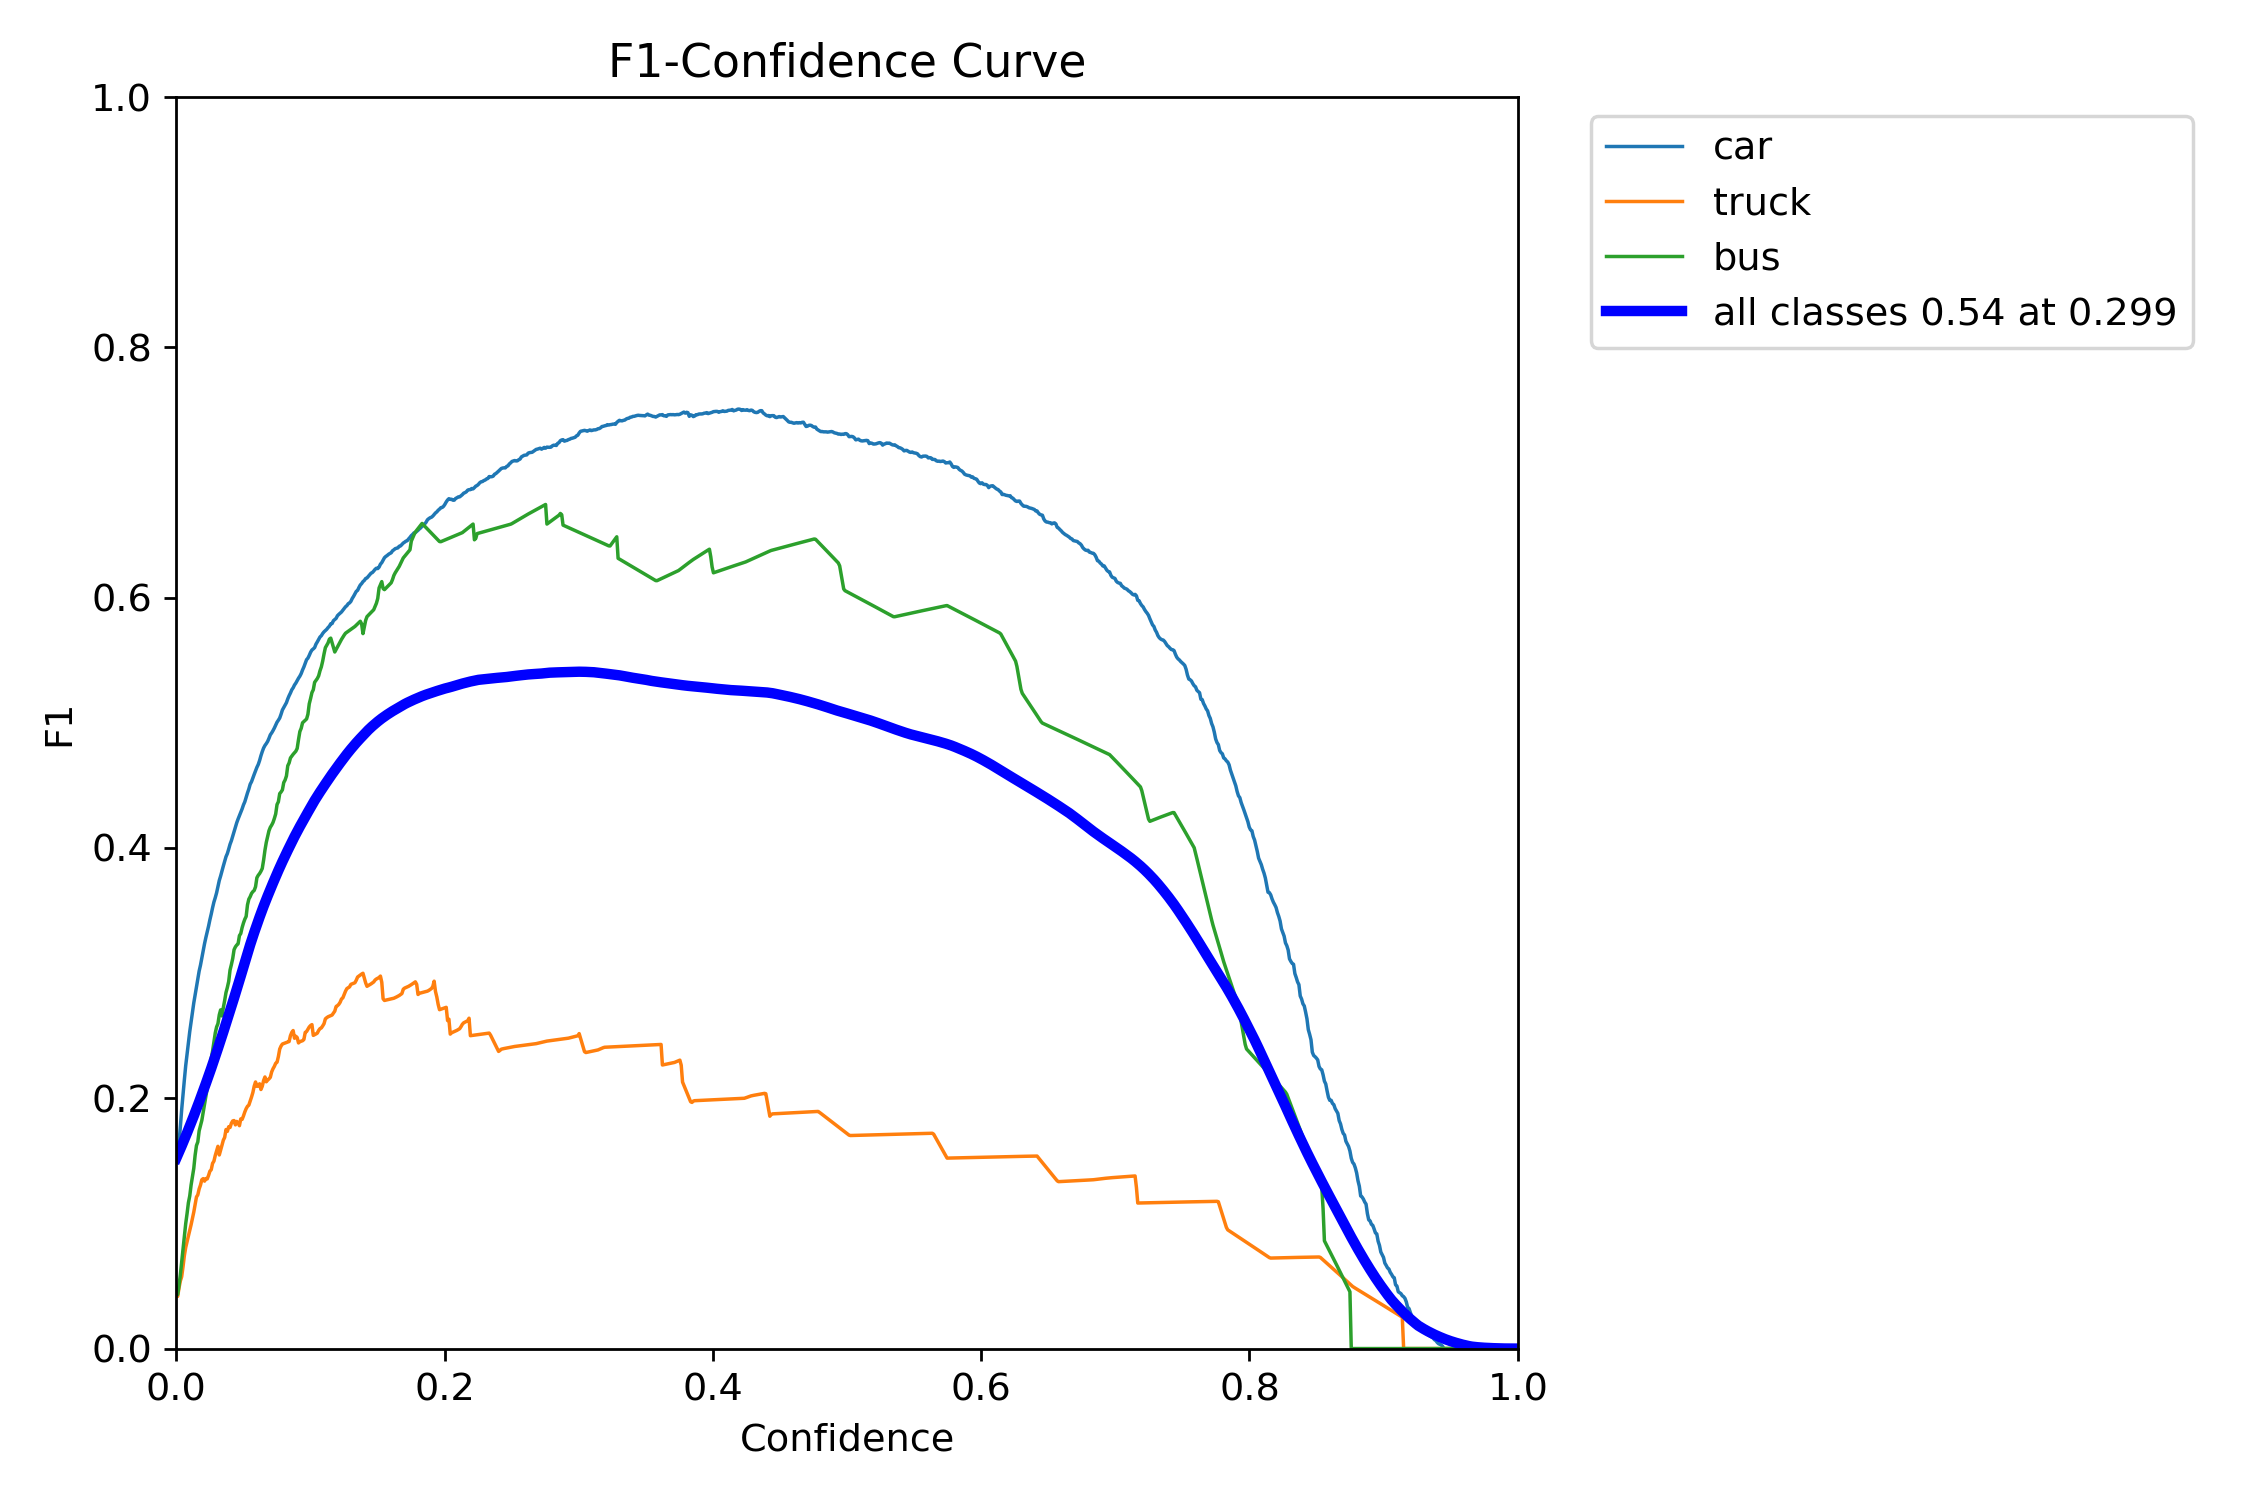 F1-Confidence Curve
1.0
0.8
0.6
0.4
0.2
0.0
F1
0.0 0.2 0.4 0.6 0.8 1.0
Confidence
car
truck
bus
all classes 0.54 at 0.299